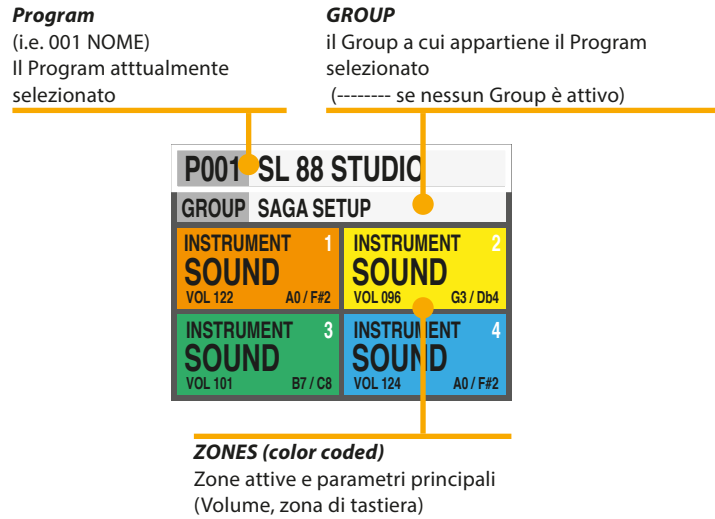 Program
(i.e. 001 NOME)
Il Program atttualmente
selezionato
GROUP
il Group a cui appartiene il Program
selezionato
(-------- se nessun Group è attivo)
P001 SL 88 STUDIO
GROUP SAGA SETUP
INSTRUMENT 1
SOUND
VOL 122 A0 / F#2
INSTRUMENT 2
SOUND
VOL 096 G3 / Db4
INSTRUMENT 3
SOUND
VOL 101 B7 / C8
INSTRUMENT 4
SOUND
VOL 124 A0 / F#2
ZONES (color coded)
Zone attive e parametri principali
(Volume, zona di tastiera)